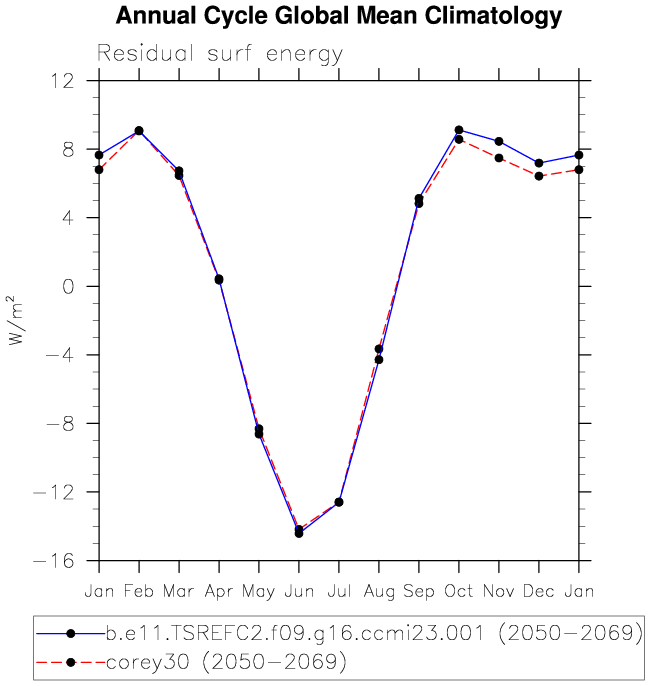 Annual Cycle Global Mean Climatology
Residual surf energy
12
8
4
0
−4
−8
−12
−16
W/m²
Jan Feb Mar Apr May Jun Jul Aug Sep Oct Nov Dec Jan
b.e11.TSREFC2.f09.g16.ccmi23.001 (2050−2069)
corey30 (2050−2069)